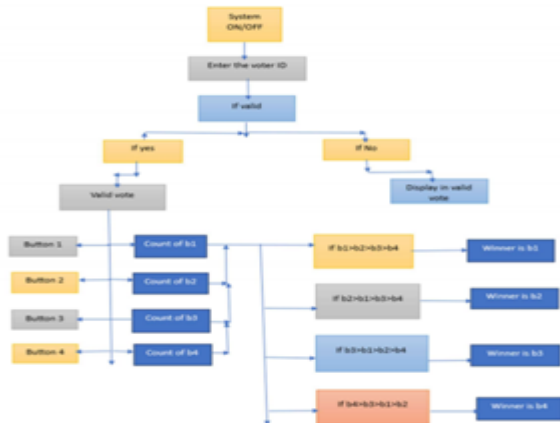 System
ON/OFF
Enter the voter ID
If valid
If yes
If No
Valid vote
Display in valid
vote
Button 1
Count of b1
If b1>b2>b3>b4
Winner is b1
Button 2
Count of b2
If b2>b1>b3>b4
Winner is b2
Button 3
Count of b3
If b3>b1>b2>b4
Winner is b3
Button 4
Count of b4
If b4>b3>b1>b2
Winner is b4